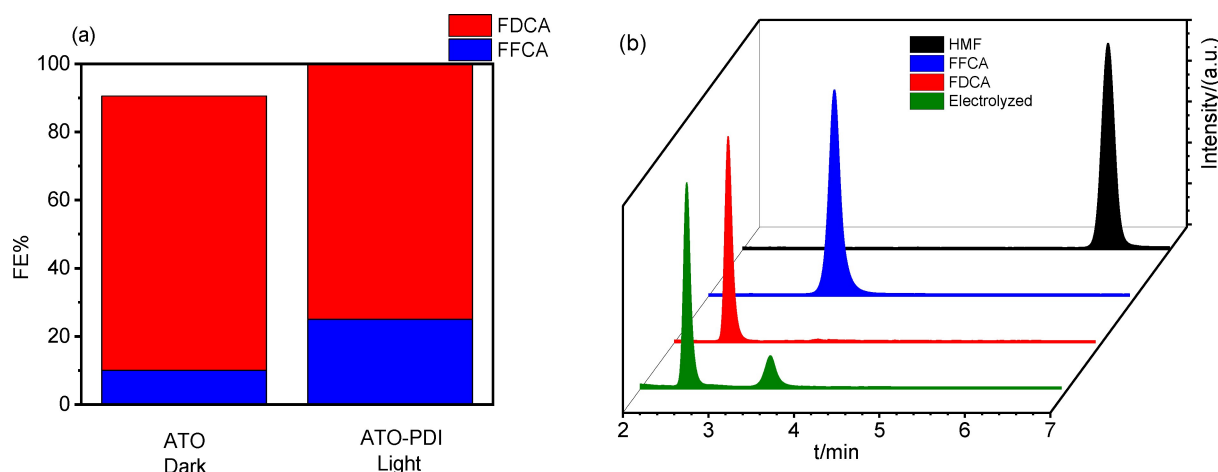 (a)
FDCA
FFCA
FE%
100
80
60
40
20
0
ATO
Dark
ATO-PDI
Light
(b)
HMF
FFCA
FDCA
Electrolyzed
Intensity/(a.u.)
2 3 4 5 6 7
t/min